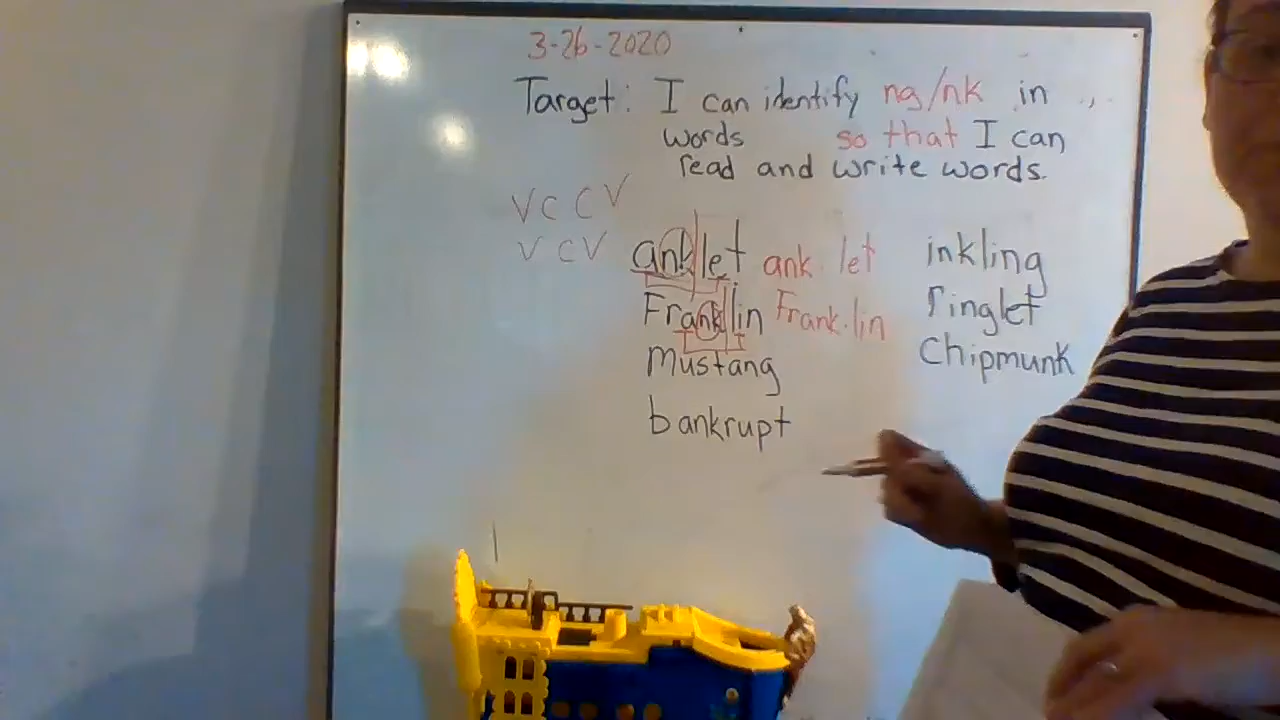 3-26-2020
Target: I can identify ng/nk in
words so that I can
read and write words.
VCCV
VCV
anklet ank let inkling
Franklin Frank.lin ringlet
Mustang Chipmunk
bankrupt